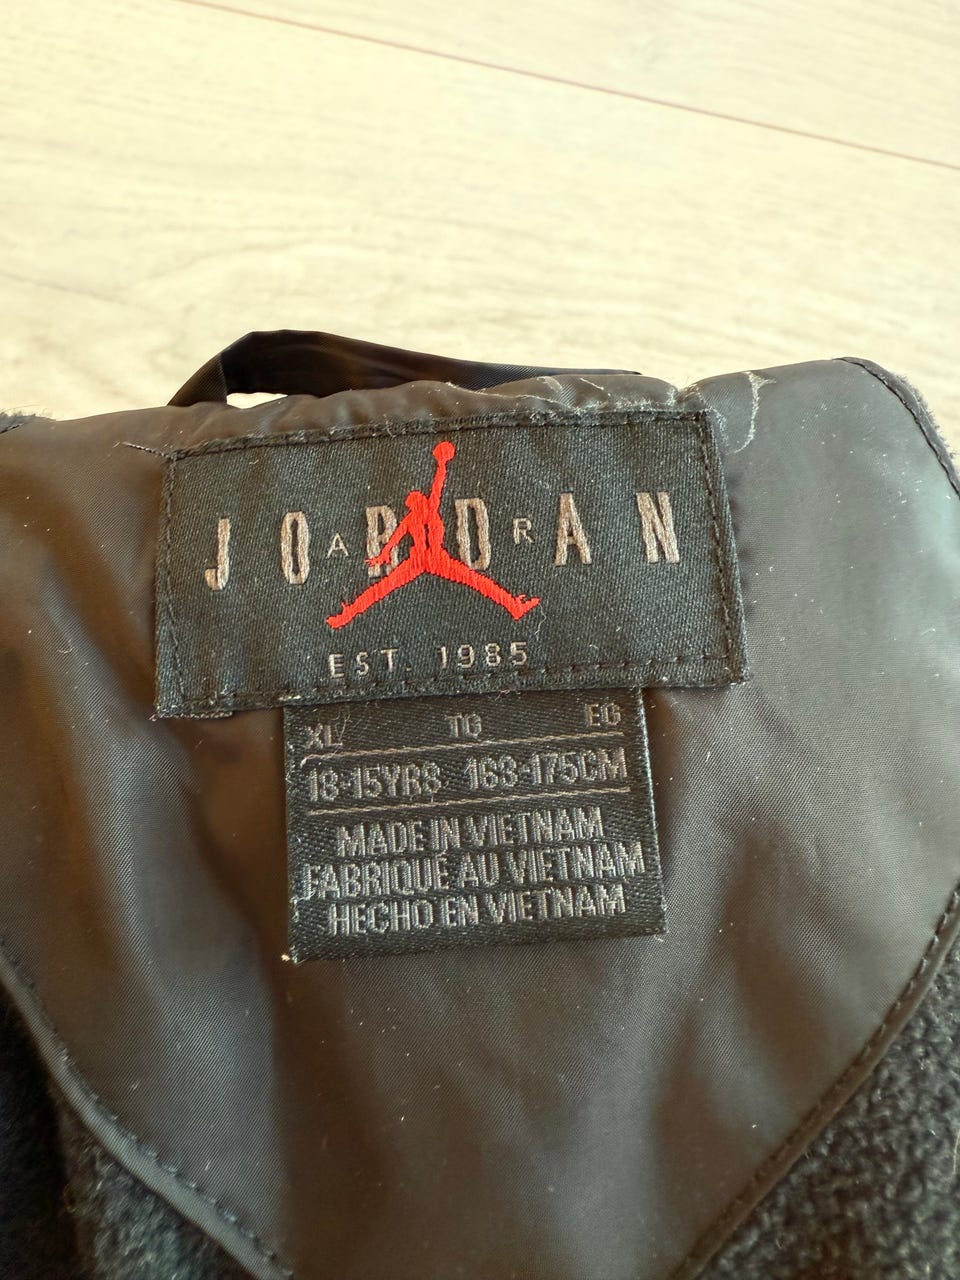 JORDAN
AIR
EST. 1985
XL TG EG
13-15YRS 163-175CM
MADE IN VIETNAM
FABRIQUÉ AU VIETNAM
HECHO EN VIETNAM